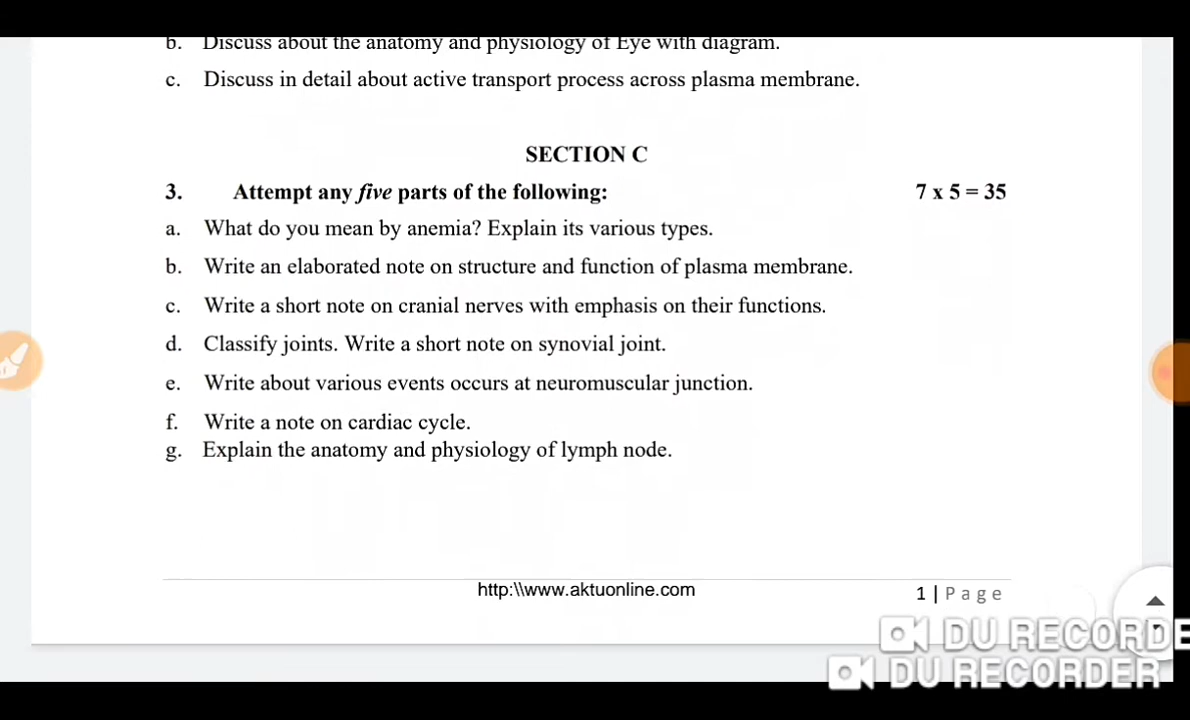 b. Discuss about the anatomy and physiology of Eye with diagram.
c. Discuss in detail about active transport process across plasma membrane.
SECTION C
3. Attempt any five parts of the following: 7 x 5 = 35
a. What do you mean by anemia? Explain its various types.
b. Write an elaborated note on structure and function of plasma membrane.
c. Write a short note on cranial nerves with emphasis on their functions.
d. Classify joints. Write a short note on synovial joint.
e. Write about various events occurs at neuromuscular junction.
f. Write a note on cardiac cycle.
g. Explain the anatomy and physiology of lymph node.
http:\\www.aktuonline.com 1 | Page
DU RECORDE
DU RECORDER